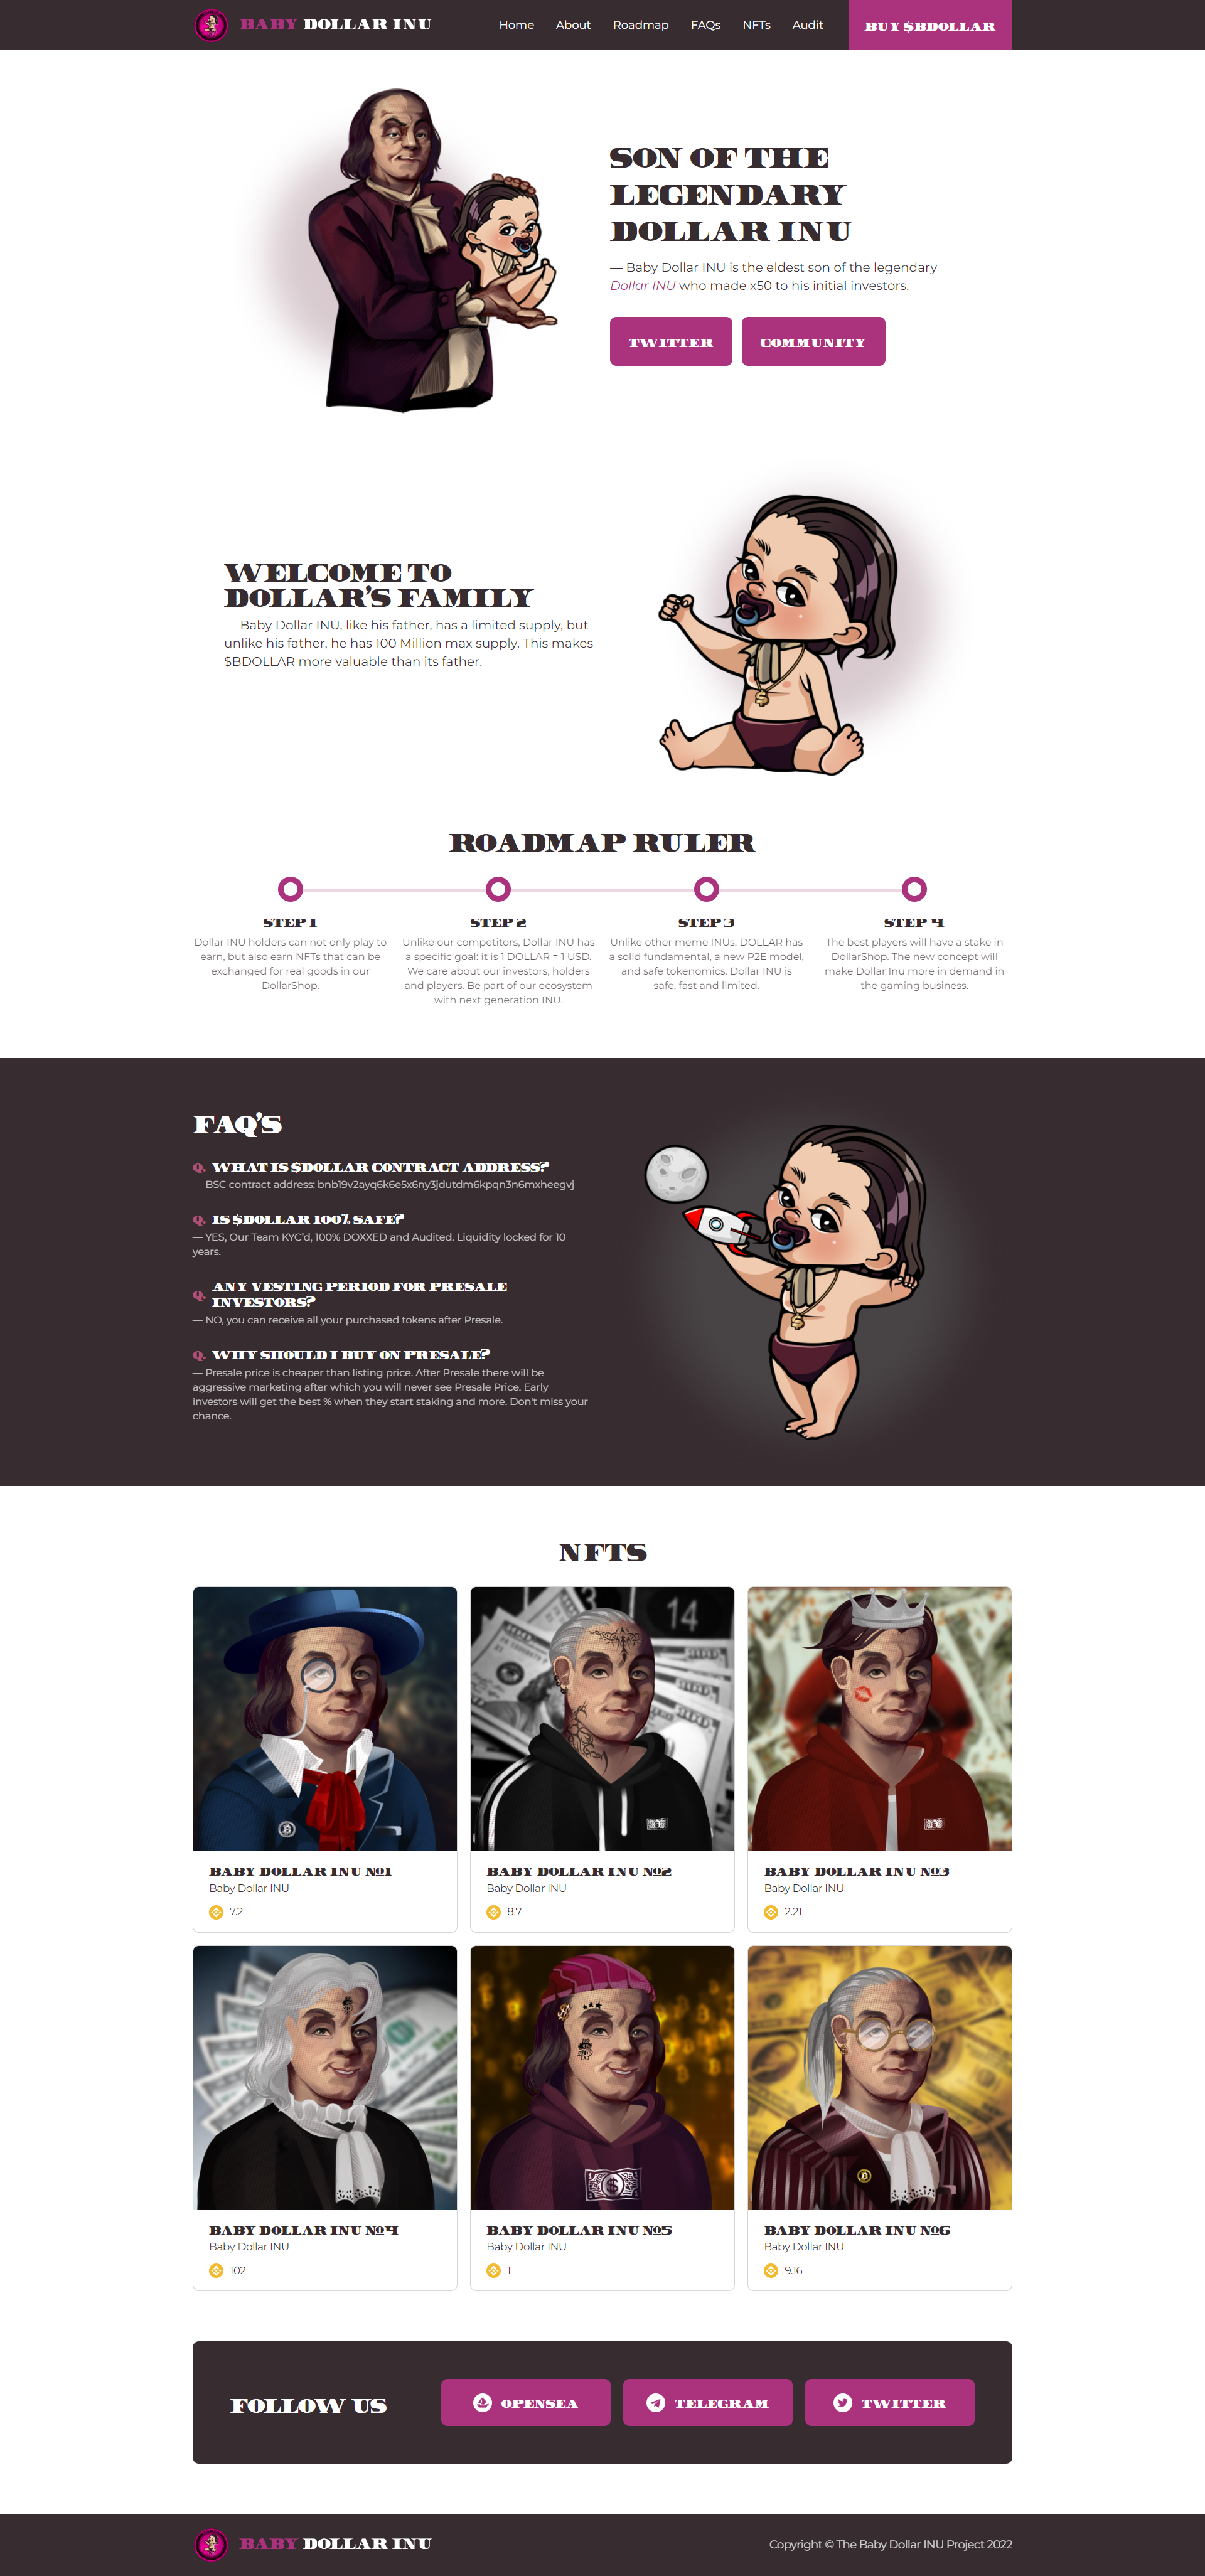 BABY DOLLAR INU
Home About Roadmap FAQs NFTs Audit
BUY $BDOLLAR
SON OF THE
LEGENDARY
DOLLAR INU
— Baby Dollar INU is the eldest son of the legendary
Dollar INU who made x50 to his initial investors.
TWITTER COMMUNITY
WELCOME TO
DOLLAR'S FAMILY
— Baby Dollar INU, like his father, has a limited supply, but
unlike his father, he has 100 Million max supply. This makes
$BDOLLAR more valuable than its father.
ROADMAP RULER
STEP 1
Dollar INU holders can not only play to
earn, but also earn NFTs that can be
exchanged for real goods in our
DollarShop.
STEP 2
Unlike our competitors, Dollar INU has
a specific goal: it is 1 DOLLAR = 1 USD.
We care about our investors, holders
and players. Be part of our ecosystem
with next generation INU.
STEP 3
Unlike other meme INUs, DOLLAR has
a solid fundamental, a new P2E model,
and safe tokenomics. Dollar INU is
safe, fast and limited.
STEP 4
The best players will have a stake in
DollarShop. The new concept will
make Dollar Inu more in demand in
the gaming business.
FAQ'S
Q. WHAT IS $DOLLAR CONTRACT ADDRESS?
— BSC contract address: bnb19v2ayq6k6e5x6ny3jdutdm6kpqn3n6mxheegvj
Q. IS $DOLLAR 100% SAFE?
— YES, Our Team KYC'd, 100% DOXXED and Audited. Liquidity locked for 10
years.
Q. ANY VESTING PERIOD FOR PRESALE
INVESTORS?
— NO, you can receive all your purchased tokens after Presale.
Q. WHY SHOULD I BUY ON PRESALE?
— Presale price is cheaper than listing price. After Presale there will be
aggressive marketing after which you will never see Presale Price. Early
investors will get the best % when they start staking and more. Don't miss your
chance.
NFTS
BABY DOLLAR INU №1
Baby Dollar INU
7.2
BABY DOLLAR INU №2
Baby Dollar INU
8.7
BABY DOLLAR INU №3
Baby Dollar INU
2.21
BABY DOLLAR INU №4
Baby Dollar INU
102
BABY DOLLAR INU №5
Baby Dollar INU
1
BABY DOLLAR INU №6
Baby Dollar INU
9.16
FOLLOW US
OPENSEA
TELEGRAM
TWITTER
BABY DOLLAR INU
Copyright © The Baby Dollar INU Project 2022